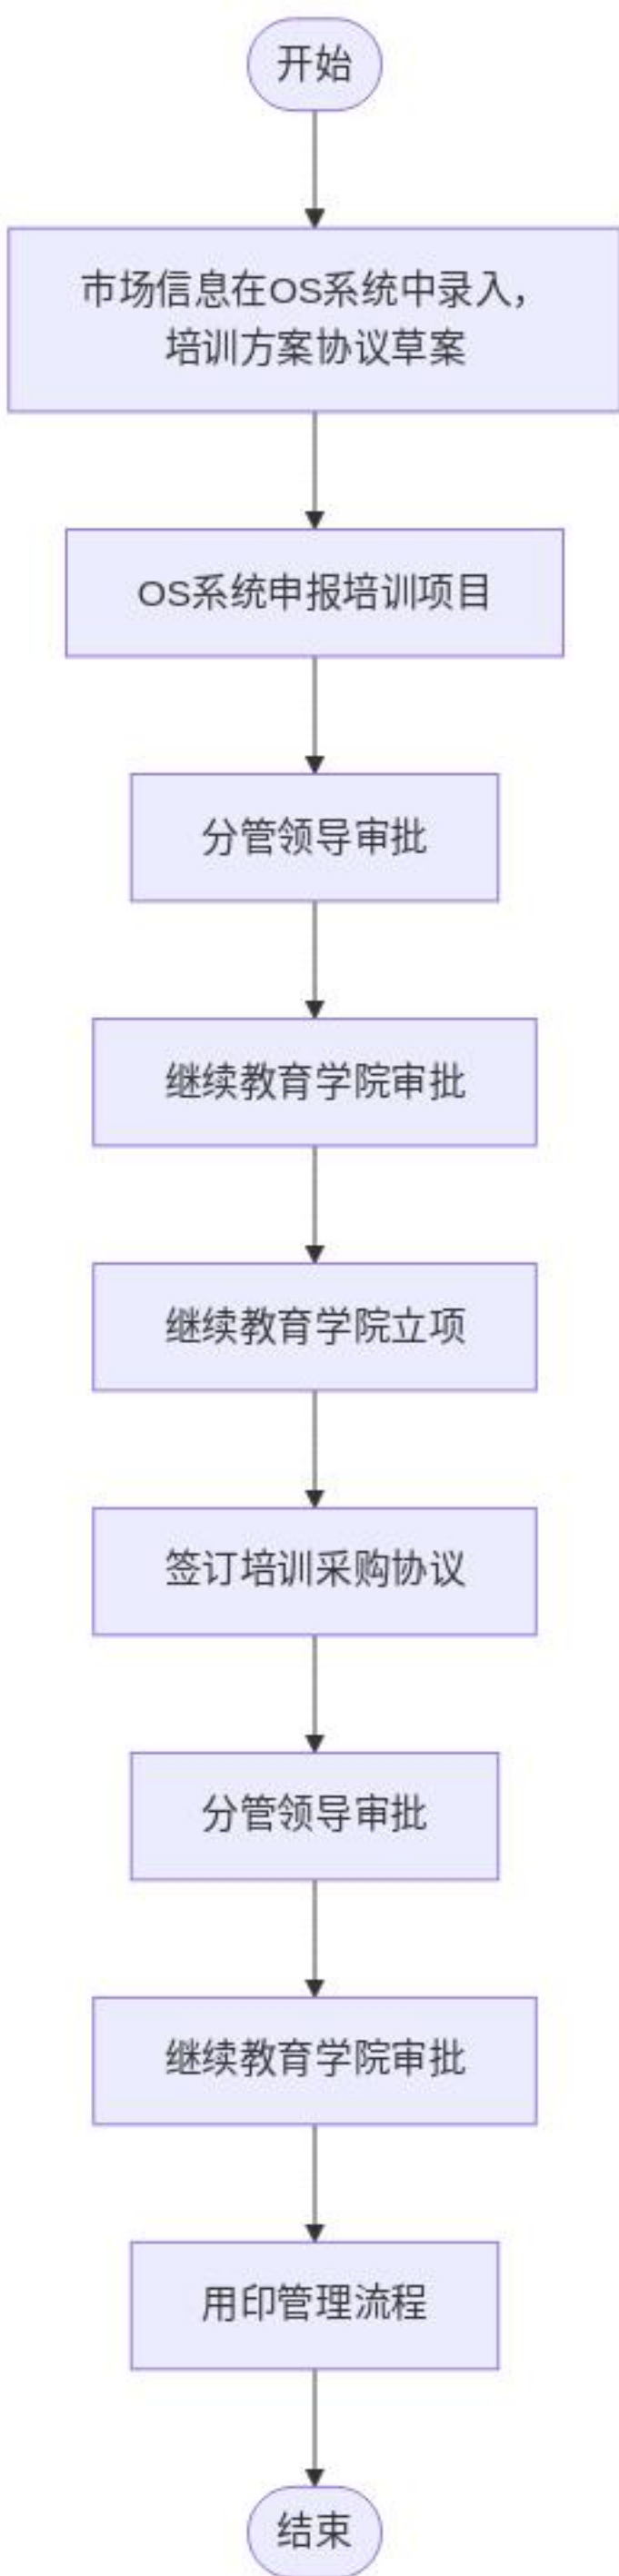 开始
市场信息在OS系统中录入，
培训方案协议草案
OS系统申报培训项目
分管领导审批
继续教育学院审批
继续教育学院立项
签订培训采购协议
分管领导审批
继续教育学院审批
用印管理流程
结束